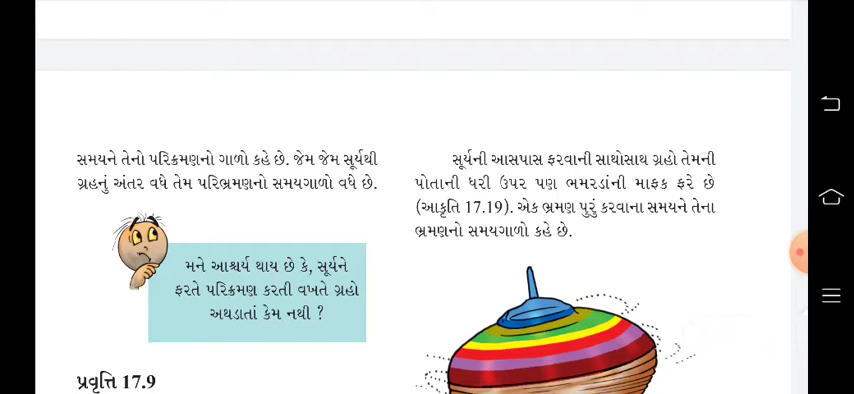 સમયને તેનો પરિક્રમણનો ગાળો કહે છે. જેમ જેમ સૂર્યથી
ગ્રહનું અંતર વધે તેમ પરિભ્રમણનો સમયગાળો વધે છે.
મને આશ્ચર્ય થાય છે કે, સૂર્યને
ફરતે પરિક્રમણ કરતી વખતે ગ્રહો
અથડાતાં કેમ નથી ?
પ્રવૃત્તિ 17.9
સૂર્યની આસપાસ ફરવાની સાથોસાથ ગ્રહો તેમની
પોતાની ધરી ઉપર પણ ભમરડાંની માફક ફરે છે
(આકૃતિ 17.19). એક ભ્રમણ પુરું કરવાના સમયને તેના
ભ્રમણનો સમયગાળો કહે છે.